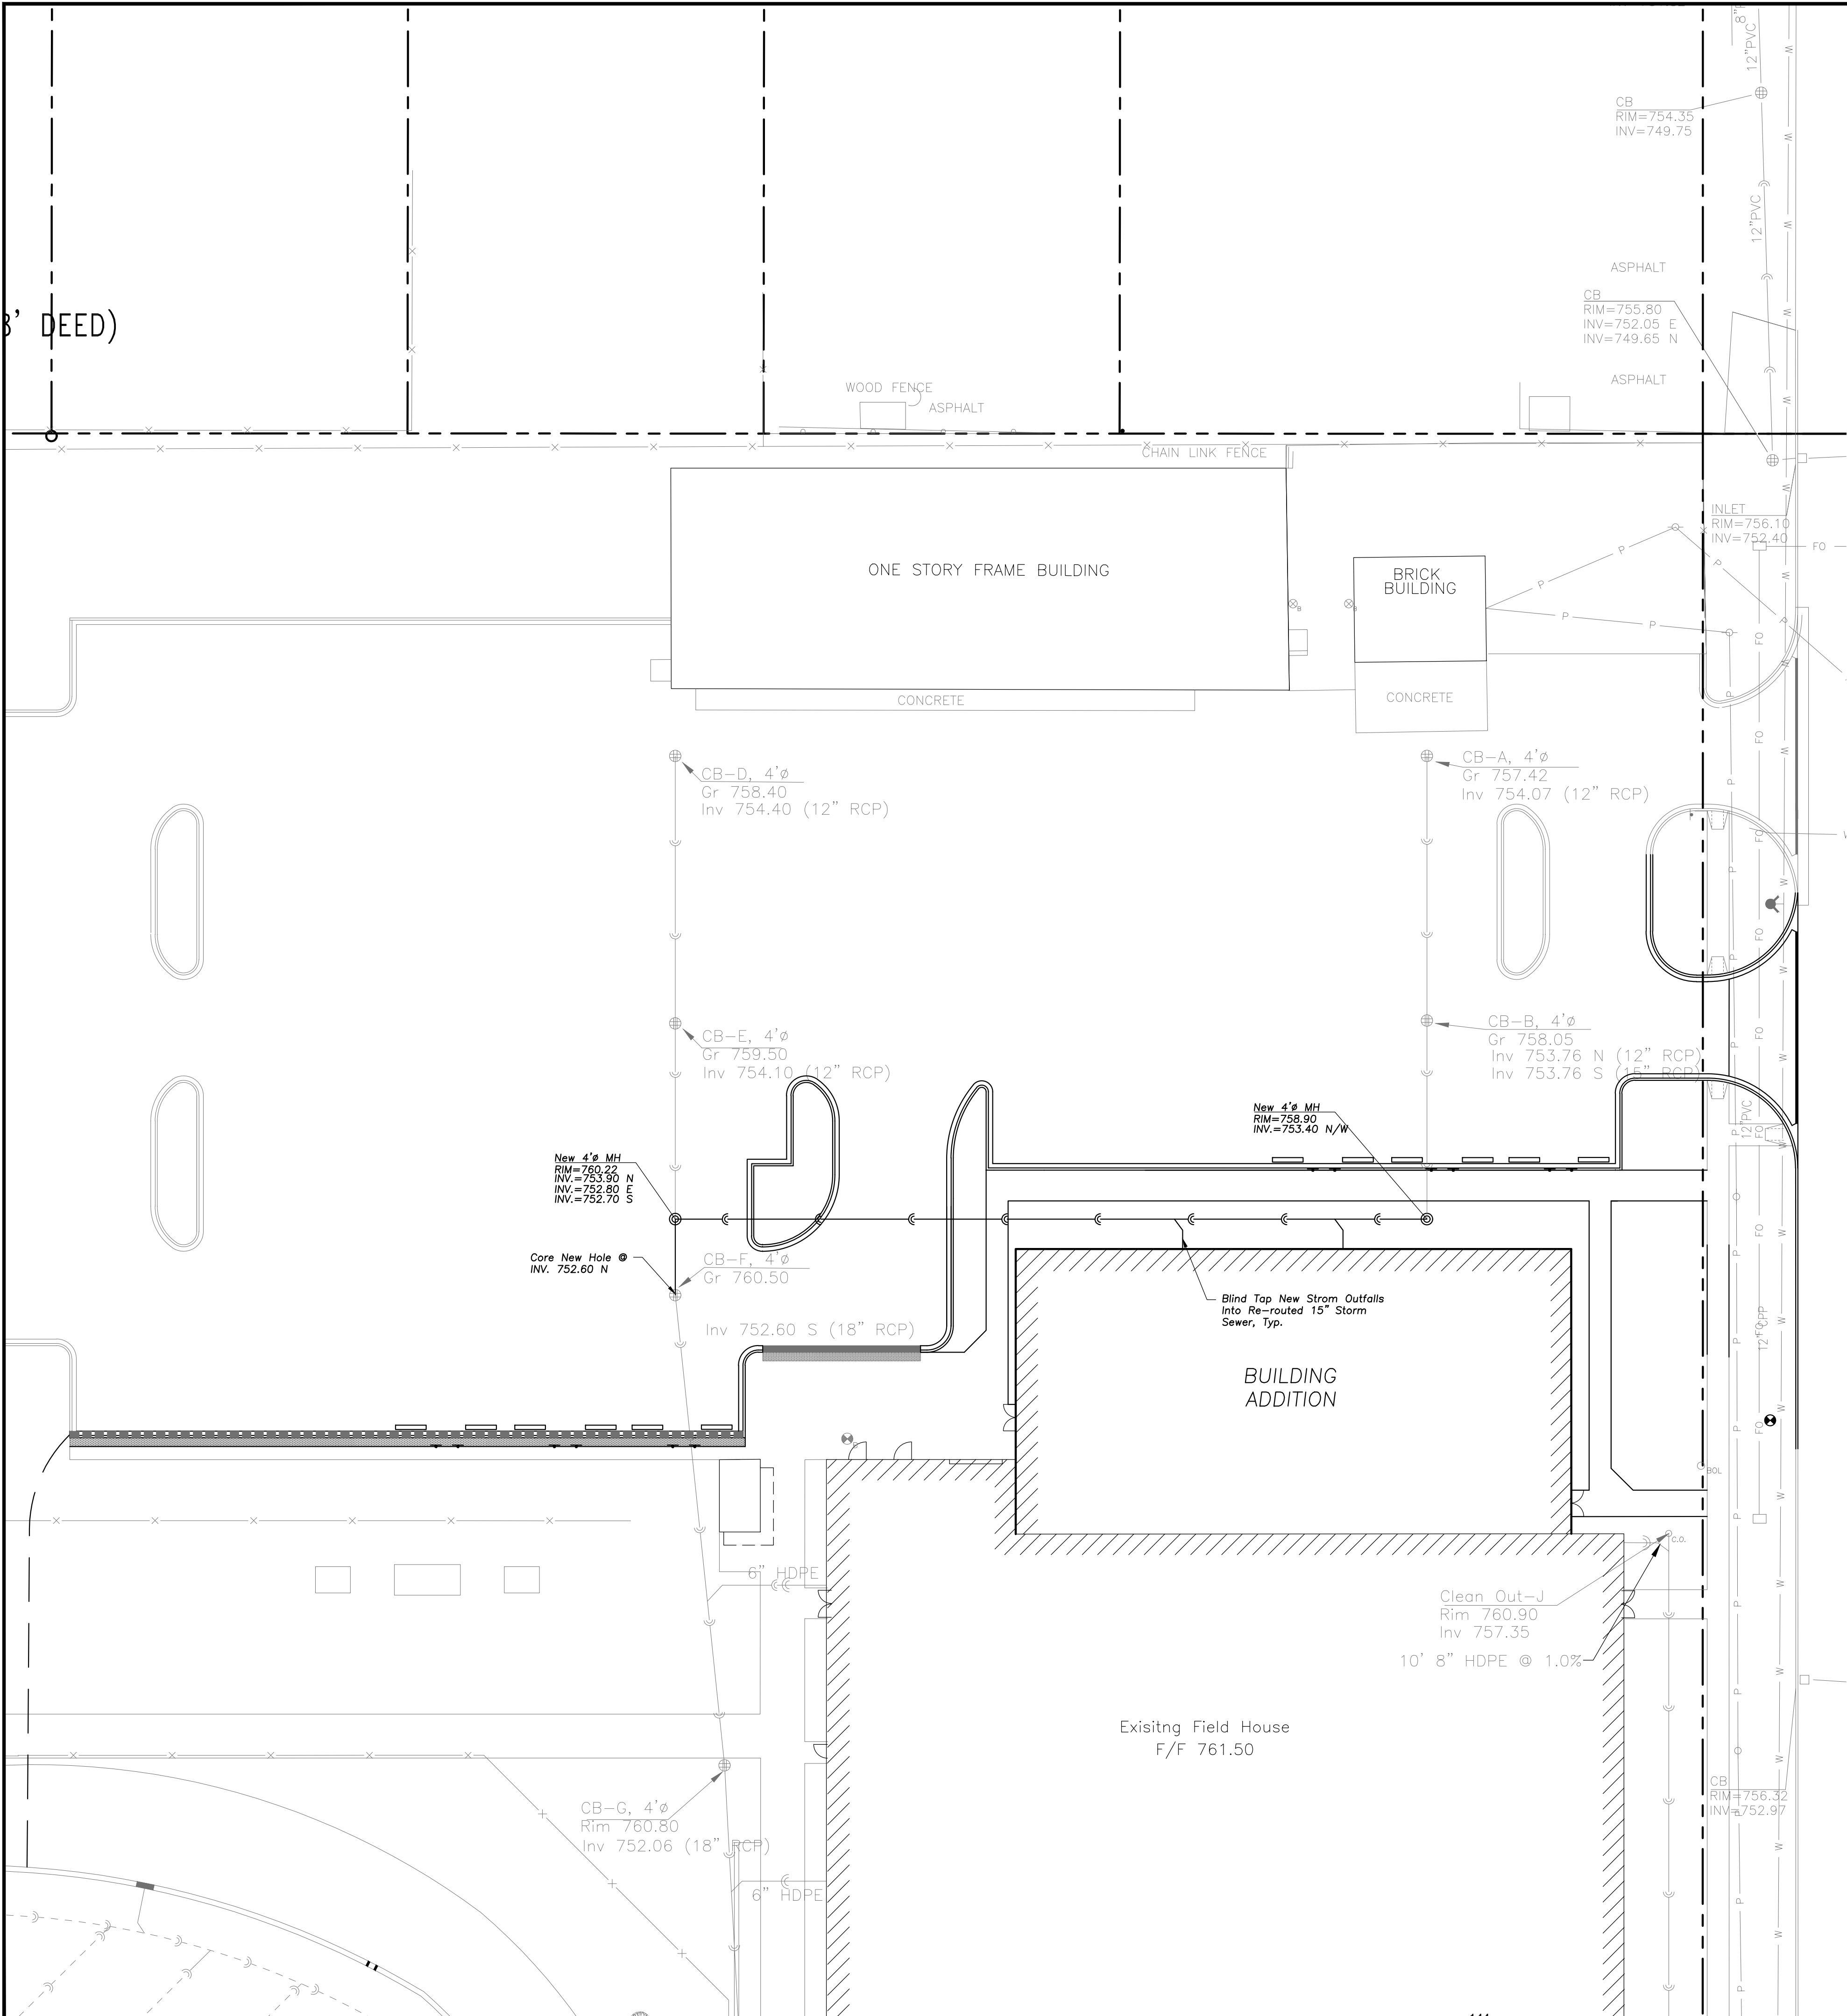 8"P
12"PVC
CB
RIM=754.35
INV=749.75
12"PVC
ASPHALT
CB
RIM=755.80
INV=752.05 E
INV=749.65 N
' DEED)
ASPHALT
WOOD FENCE
ASPHALT
CHAIN LINK FENCE
INLET
RIM=756.10
INV=752.40
FO
ONE STORY FRAME BUILDING
BRICK
BUILDING
CONCRETE
CONCRETE
CB-D, 4'ø
Gr 758.40
Inv 754.40 (12" RCP)
CB-A, 4'ø
Gr 757.42
Inv 754.07 (12" RCP)
CB-E, 4'ø
Gr 759.50
Inv 754.10 (12" RCP)
CB-B, 4'ø
Gr 758.05
Inv 753.76 N (12" RCP)
Inv 753.76 S (15" RCP)
New 4'ø MH
RIM=758.90
INV.=753.40 N/W
12"PVC
New 4'ø MH
RIM=760.22
INV.=753.90 N
INV.=752.80 E
INV.=752.70 S
Core New Hole @
INV. 752.60 N
CB-F, 4'ø
Gr 760.50
Inv 752.60 S (18" RCP)
Blind Tap New Strom Outfalls
Into Re-routed 15" Storm
Sewer, Typ.
12" CPP
BUILDING
ADDITION
BOL
C.O.
6" HDPE
Clean Out-J
Rim 760.90
Inv 757.35
10' 8" HDPE @ 1.0%
Exisitng Field House
F/F 761.50
CB
RIM=756.32
INV=752.97
CB-G, 4'ø
Rim 760.80
Inv 752.06 (18" RCP)
6" HDPE